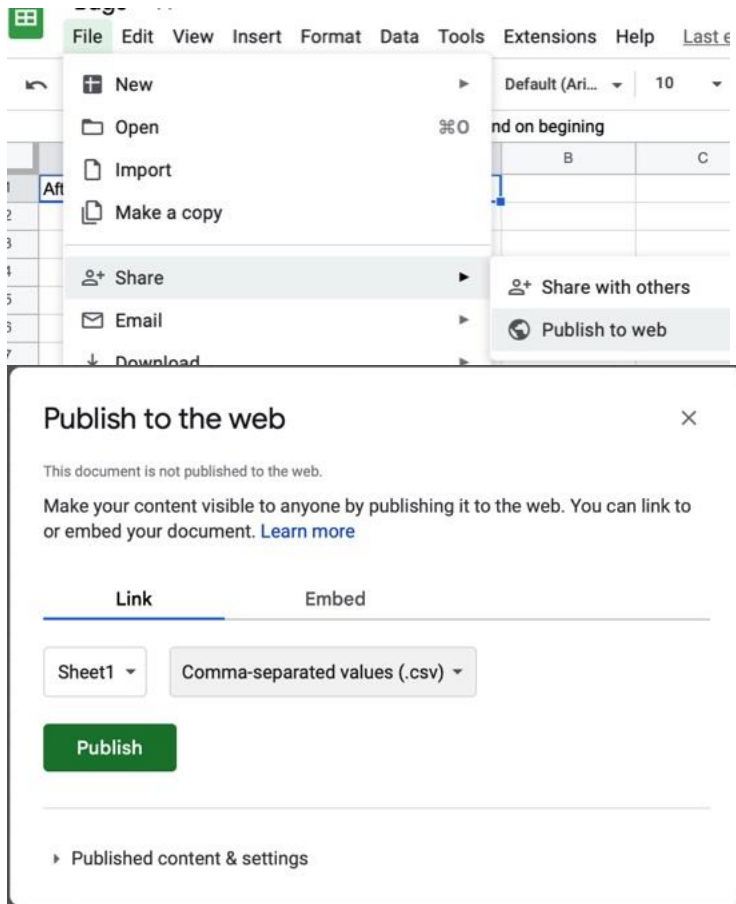 File Edit View Insert Format Data Tools Extensions Help Last e
Default (Ari... 10
New
Open ⌘O
nd on begining
Import
B C
Aft
Make a copy
Share
Share with others
Email
Publish to web
Download
Publish to the web
This document is not published to the web.
Make your content visible to anyone by publishing it to the web. You can link to
or embed your document. Learn more
Link Embed
Sheet1 Comma-separated values (.csv)
Publish
Published content & settings